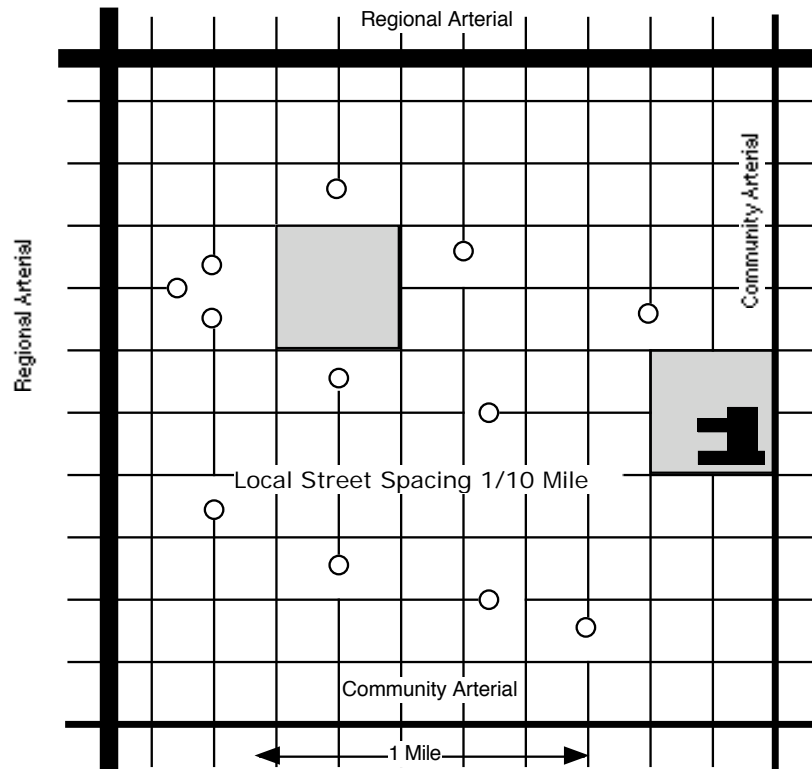 Regional Arterial
Community Arterial
Regional Arterial
Local Street Spacing 1/10 Mile
Community Arterial
1 Mile